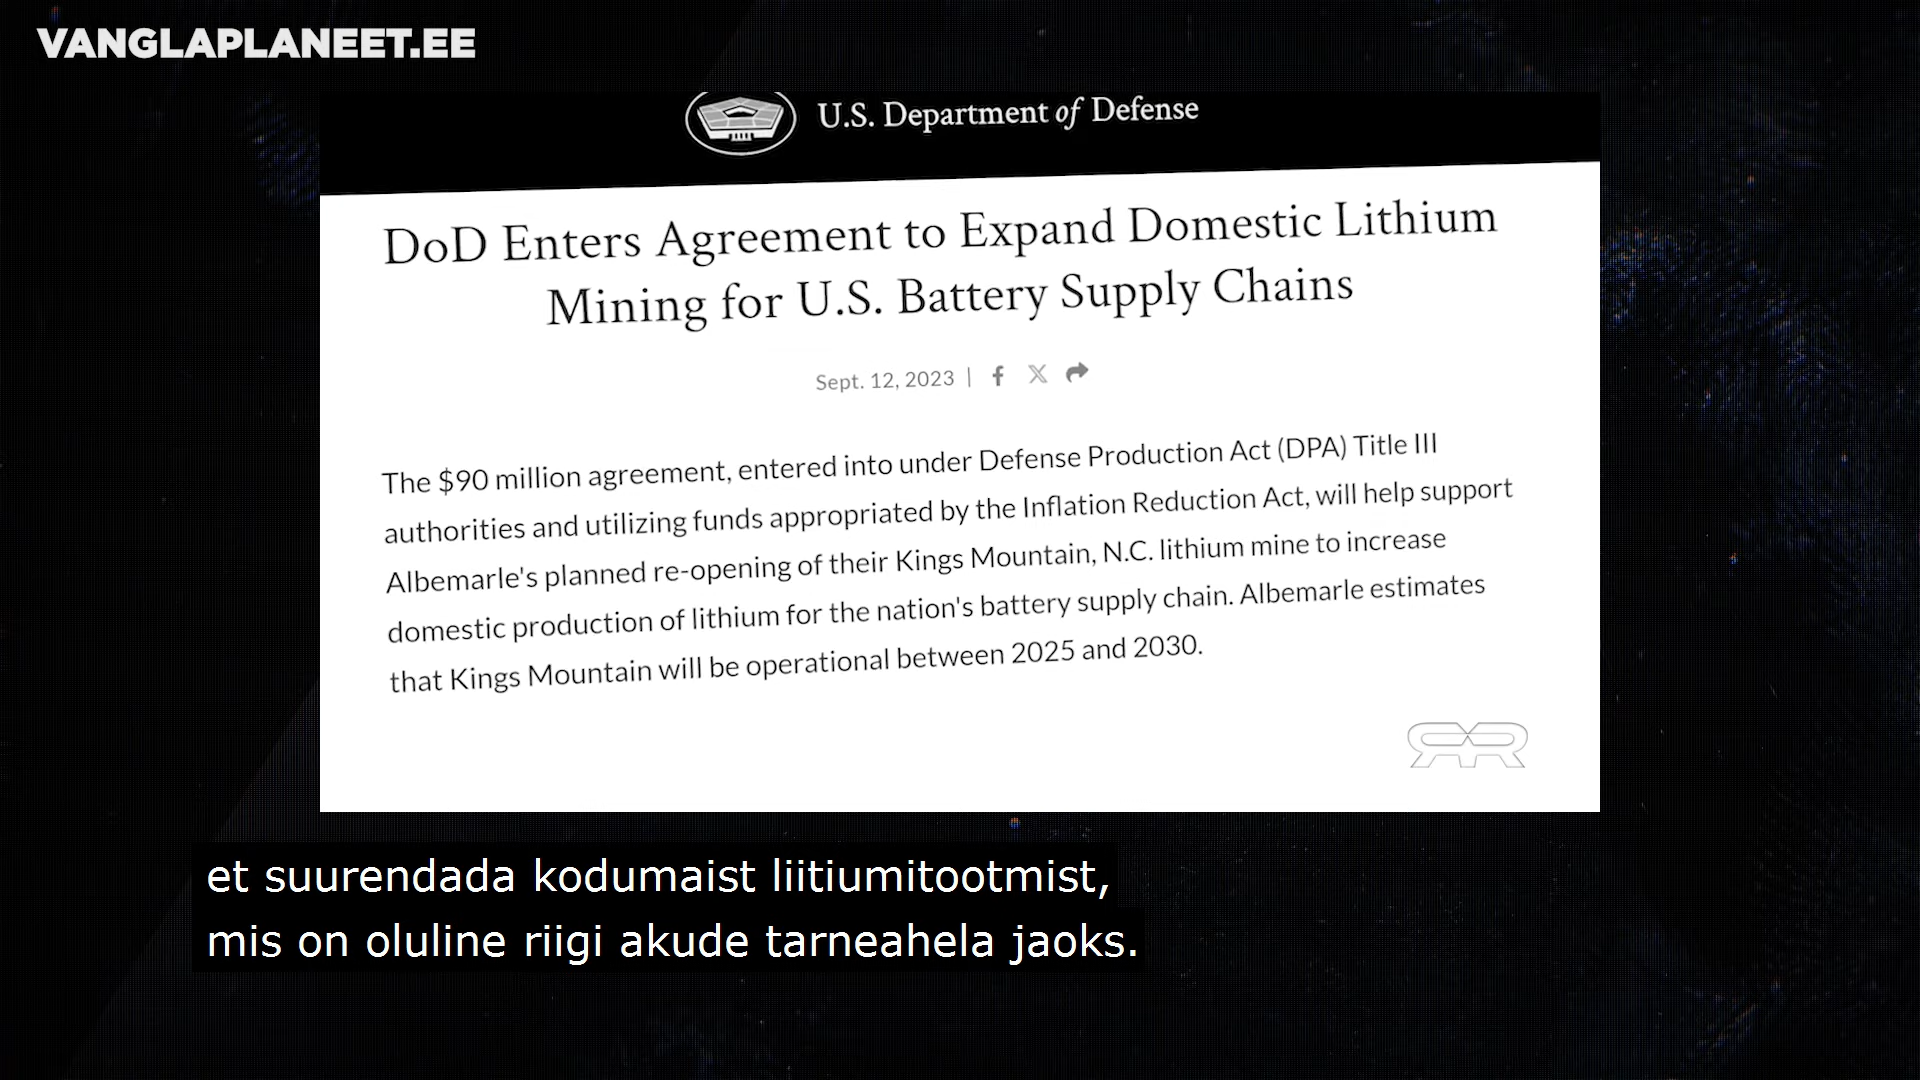 VANGLAPLANEET.EE
U.S. Department of Defense
DoD Enters Agreement to Expand Domestic Lithium
Mining for U.S. Battery Supply Chains
Sept. 12, 2023 |
The $90 million agreement, entered into under Defense Production Act (DPA) Title III
authorities and utilizing funds appropriated by the Inflation Reduction Act, will help support
Albemarle's planned re-opening of their Kings Mountain, N.C. lithium mine to increase
domestic production of lithium for the nation's battery supply chain. Albemarle estimates
that Kings Mountain will be operational between 2025 and 2030.
et suurendada kodumaist liitiumitootmist,
mis on oluline riigi akude tarneahela jaoks.